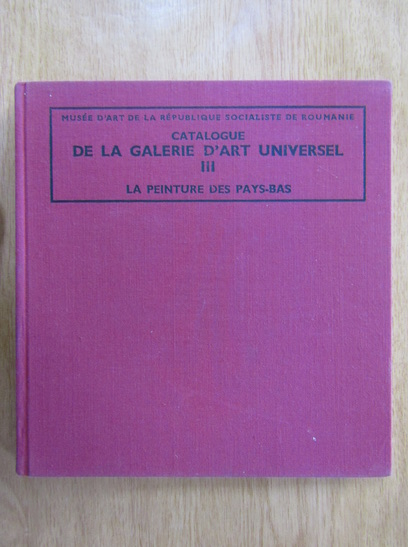 MUSÉE D'ART DE LA RÉPUBLIQUE SOCIALISTE DE ROUMANIE
CATALOGUE
DE LA GALERIE D'ART UNIVERSEL
III
LA PEINTURE DES PAYS-BAS